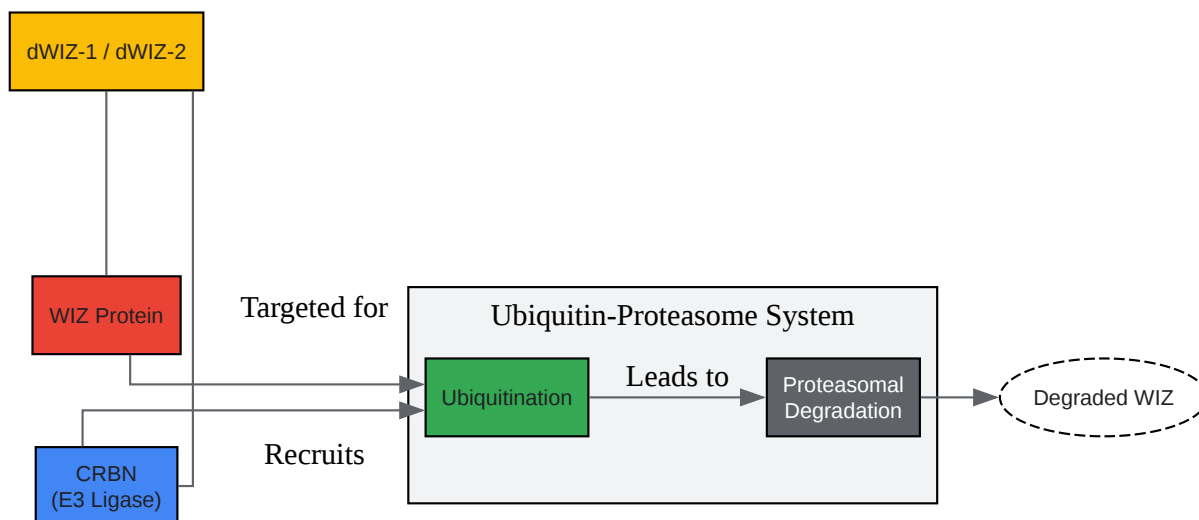 dWIZ-1 / dWIZ-2
WIZ Protein
Targeted for
Ubiquitin-Proteasome System
Ubiquitination
Leads to
Proteasomal
Degradation
Degraded WIZ
Recruits
CRBN
(E3 Ligase)